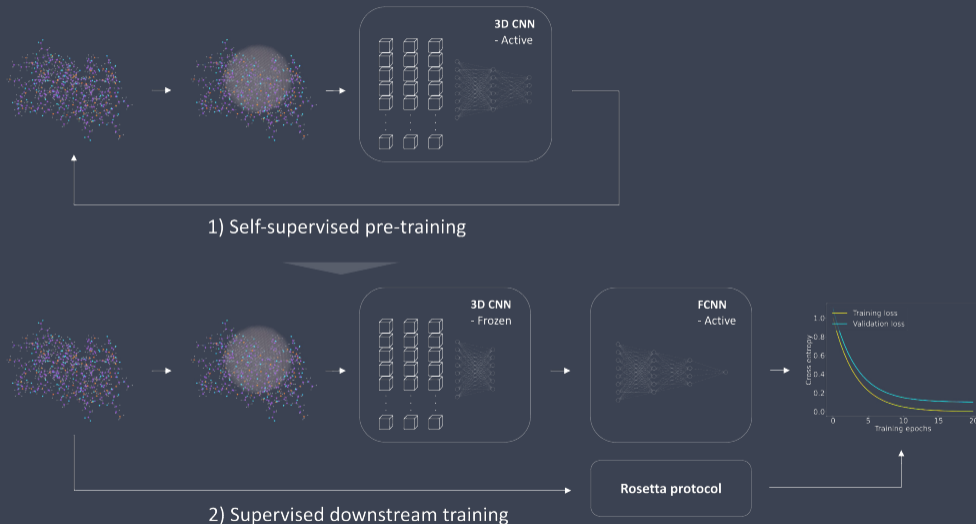 3D CNN
- Active
1) Self-supervised pre-training
3D CNN
- Frozen
FCNN
- Active
Training loss
Validation loss
Cross entropy
1.0
0.8
0.6
0.4
0.2
0.0
0
5
10
15
20
Training epochs
Rosetta protocol
2) Supervised downstream training